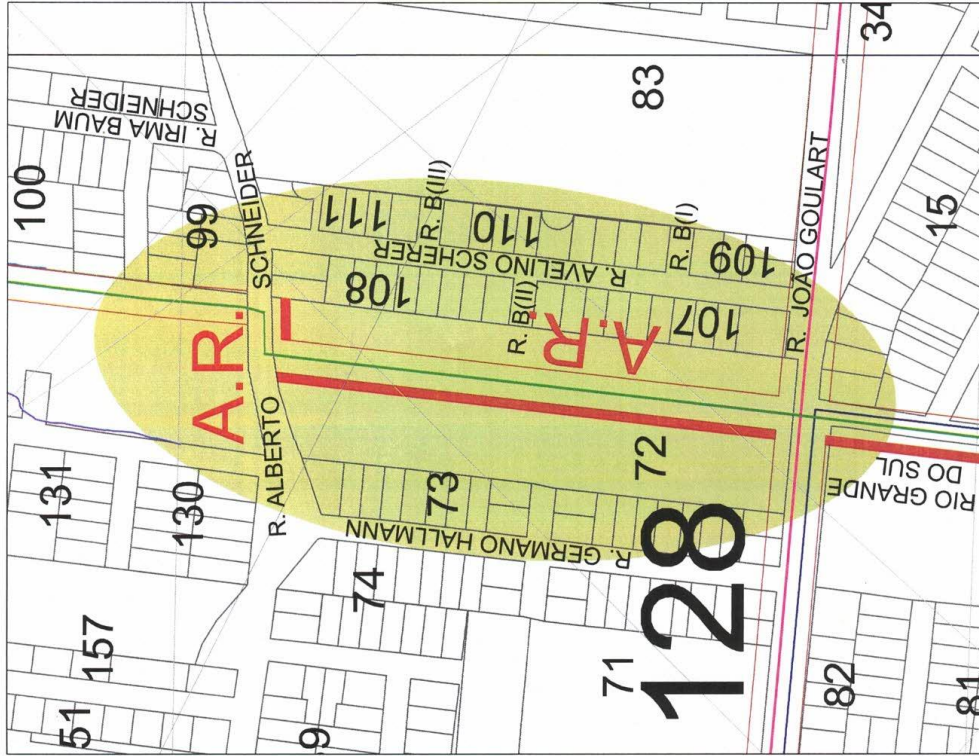 34
83
R. IRMA BAUM
SCHNEIDER
100
99
SCHNEIDER
111
R. B(III)
110
R. AVELINO SCHERER
R. B(I)
109
R. JOÃO GOULART
15
108
R. B(II)
107
A.R.
A.R.
R. ALBERTO
131
130
73
72
R. GERMANO HALLMANN
RIO GRANDE
DO SUL
74
128
157
51
9
71
82
81